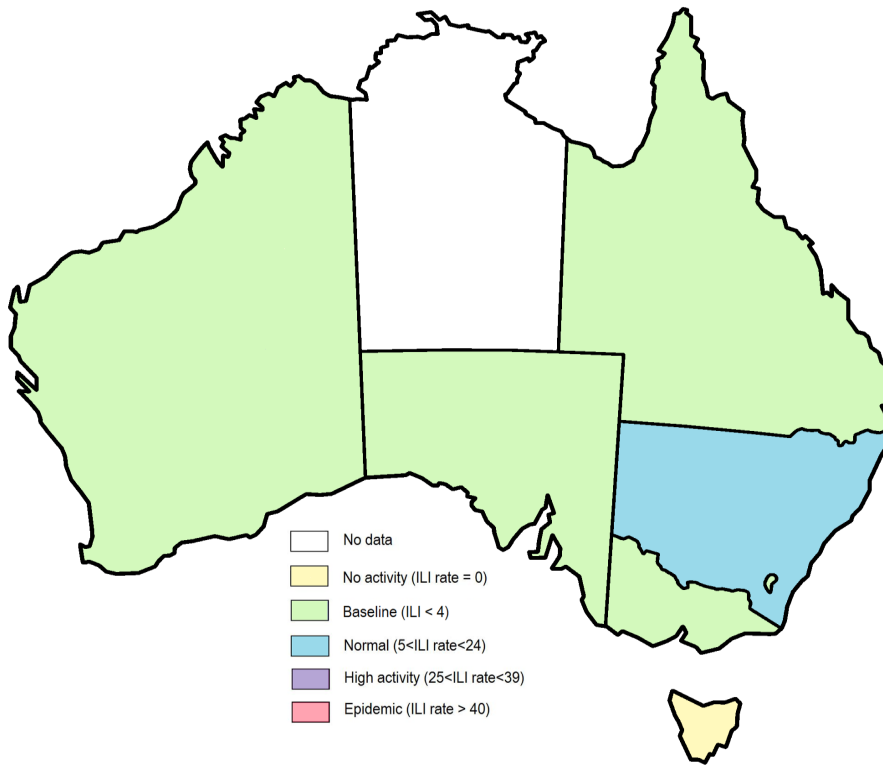 No data
No activity (ILI rate = 0)
Baseline (ILI < 4)
Normal (5<ILI rate<24)
High activity (25<ILI rate<39)
Epidemic (ILI rate > 40)